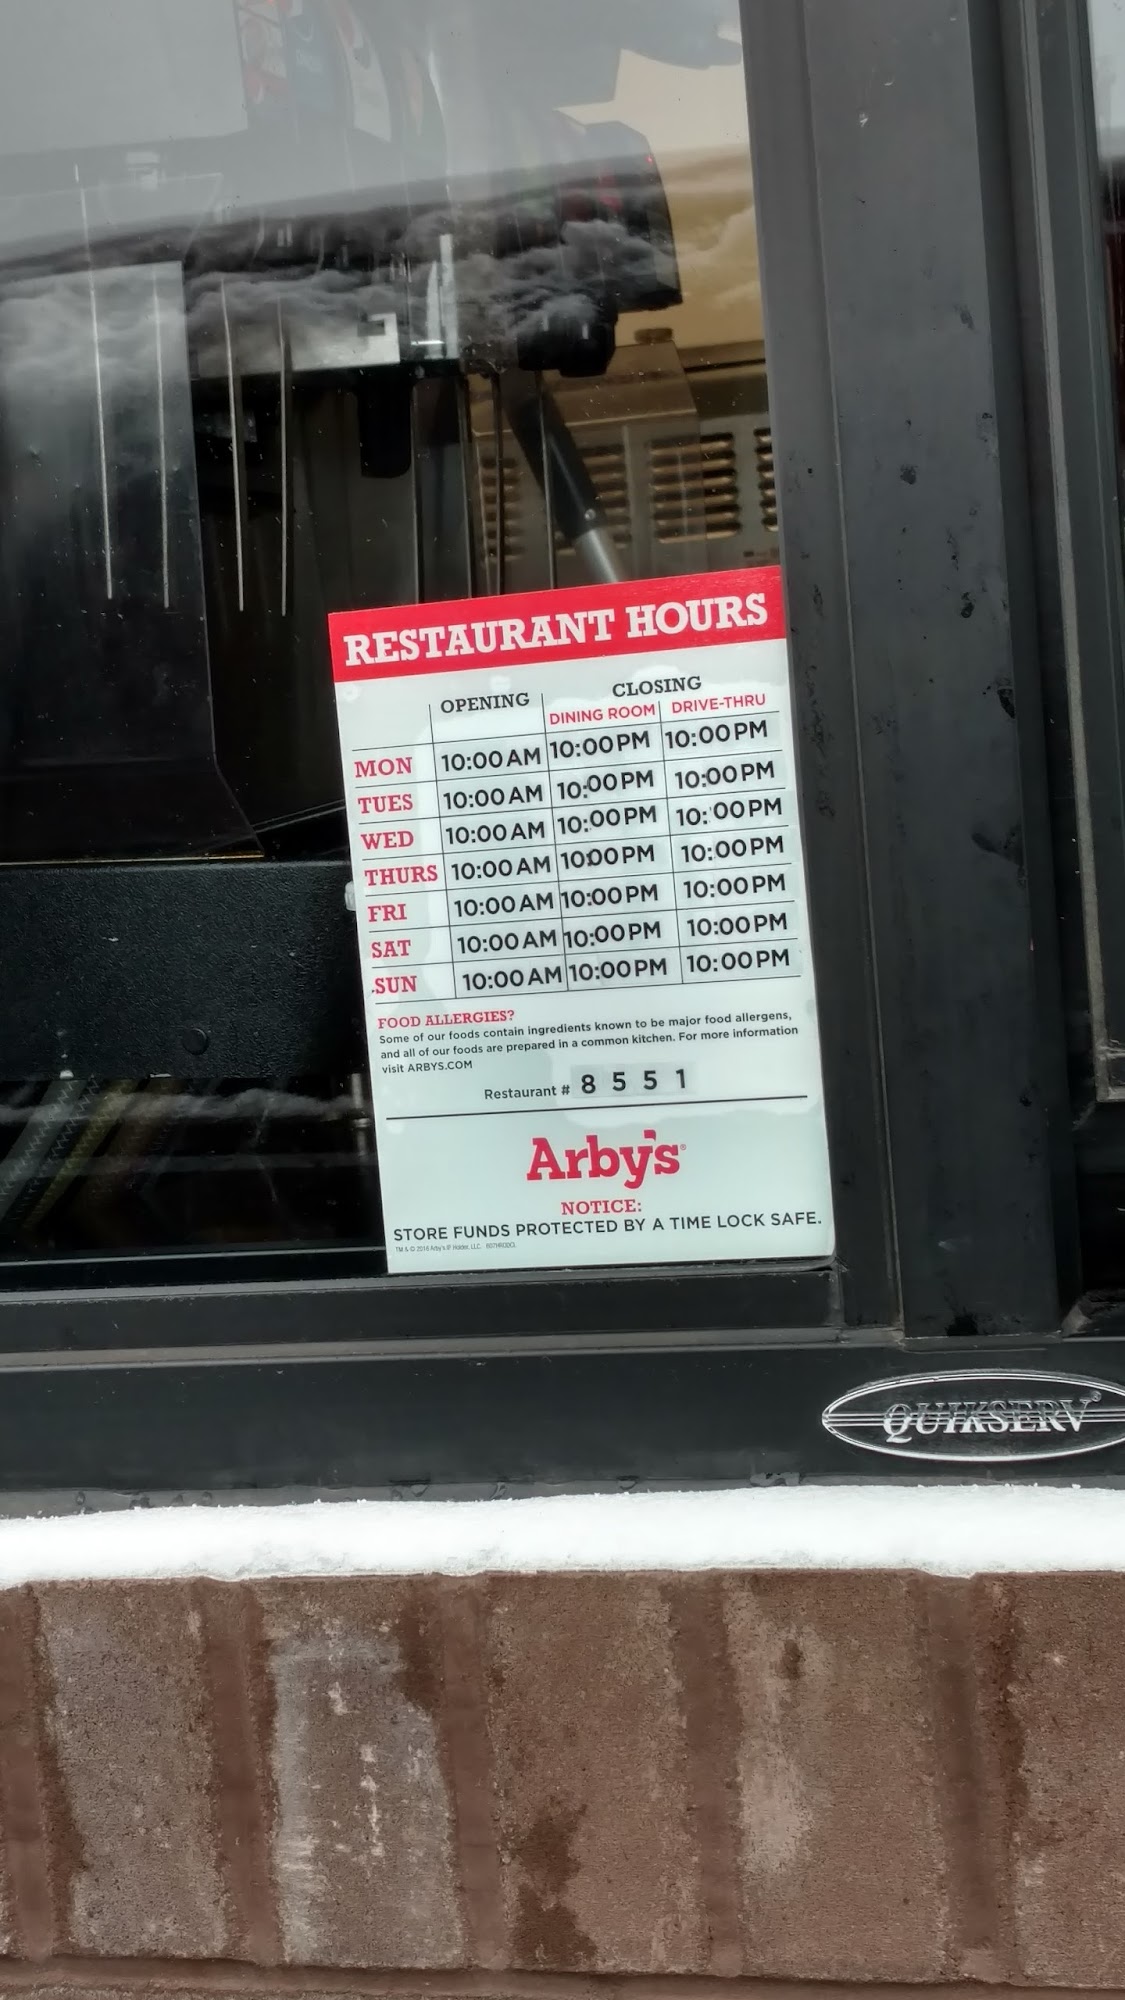 RESTAURANT HOURS
OPENING CLOSING
DINING ROOM DRIVE-THRU
MON 10:00 AM 10:00 PM 10:00 PM
TUES 10:00 AM 10:00 PM 10:00 PM
WED 10:00 AM 10:00 PM 10:00 PM
THURS 10:00 AM 10:00 PM 10:00 PM
FRI 10:00 AM 10:00 PM 10:00 PM
SAT 10:00 AM 10:00 PM 10:00 PM
SUN 10:00 AM 10:00 PM 10:00 PM
FOOD ALLERGIES?
Some of our foods contain ingredients known to be major food allergens,
and all of our foods are prepared in a common kitchen. For more information
visit ARBYS.COM
Restaurant # 8 5 5 1
Arby's®
NOTICE:
STORE FUNDS PROTECTED BY A TIME LOCK SAFE.
QUIKSERV®